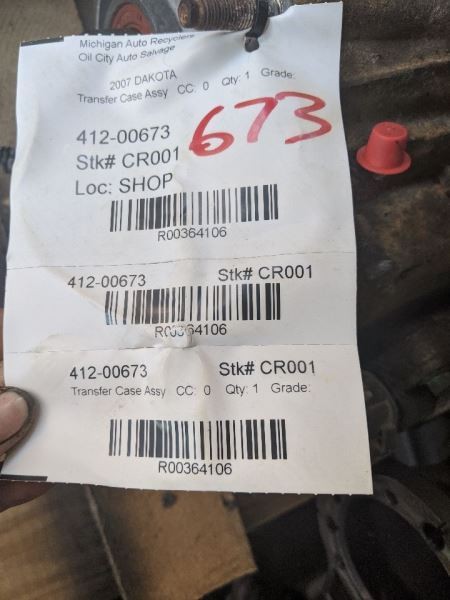 Michigan Auto Recyclers
Oil City Auto Salvage
2007 DAKOTA
Transfer Case Assy CC: 0 Qty: 1 Grade:
412-00673
673
Stk# CR001
Loc: SHOP
R00364106
412-00673 Stk# CR001
R00364106
412-00673 Stk# CR001
Transfer Case Assy CC: 0 Qty: 1 Grade:
R00364106